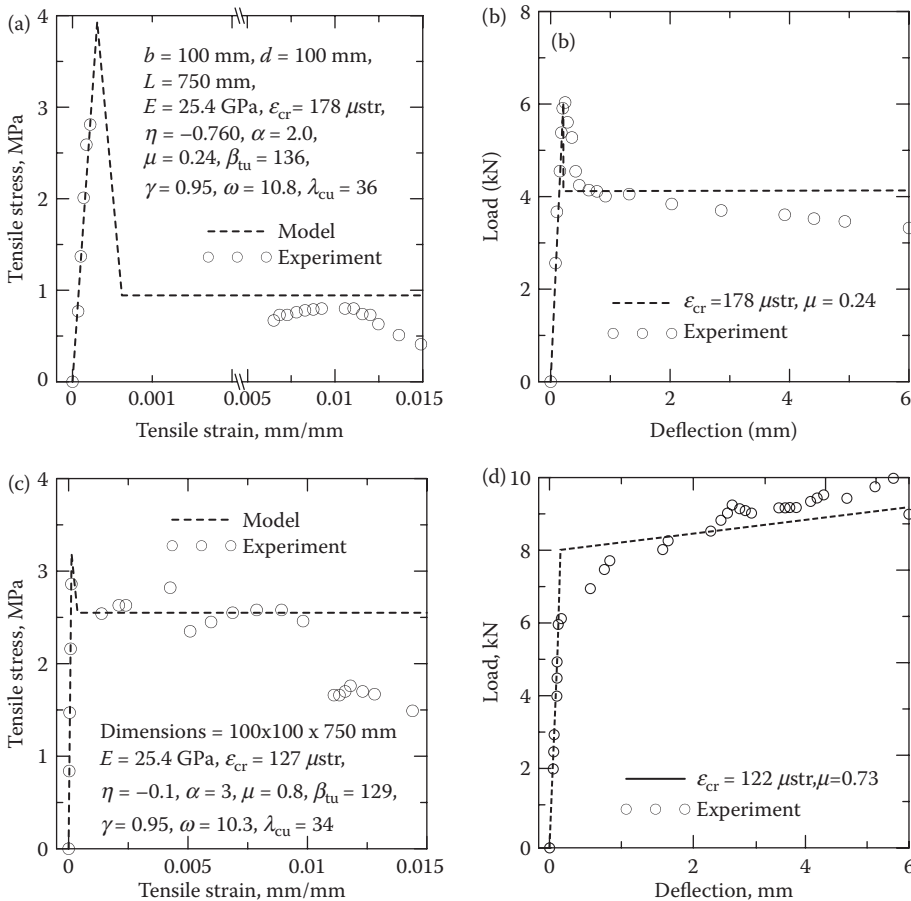 (a)
4
3
2
1
0
Tensile stress, MPa
b = 100 mm, d = 100 mm,
L = 750 mm,
E = 25.4 GPa, εcr = 178 μstr,
η = −0.760, α = 2.0,
μ = 0.24, βtu = 136,
γ = 0.95, ω = 10.8, λcu = 36
Model
Experiment
0 0.001 0.005 0.01 0.015
Tensile strain, mm/mm
(b)
(b)
8
6
4
2
0
Load (kN)
εcr =178 μstr, μ = 0.24
Experiment
0 2 4 6
Deflection (mm)
(c)
4
3
2
1
0
Tensile stress, MPa
Model
Experiment
Dimensions = 100x100 x 750 mm
E = 25.4 GPa, εcr = 127 μstr,
η = −0.1, α = 3, μ = 0.8, βtu = 129,
γ = 0.95, ω = 10.3, λcu = 34
0 0.005 0.01 0.015
Tensile strain, mm/mm
(d)
10
8
6
4
2
0
Load, kN
εcr = 122 μstr,μ=0.73
Experiment
0 1 2 4 6
Deflection, mm